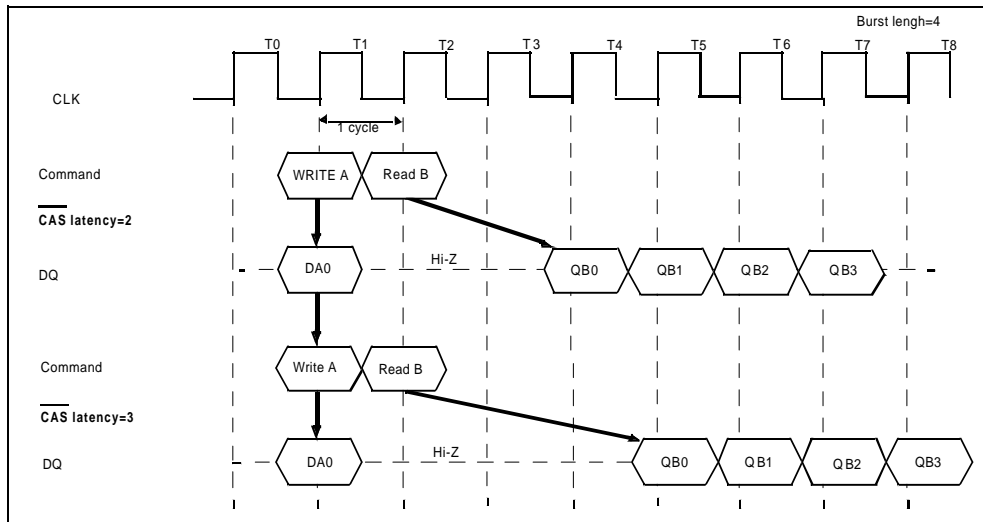 Burst lengh=4
T0 T1 T2 T3 T4 T5 T6 T7 T8
CLK
1 cycle
Command WRITE A Read B
CAS latency=2
Hi-Z
DQ DA0 QB0 QB1 QB2 QB3
Command Write A Read B
CAS latency=3
Hi-Z
DQ DA0 QB0 QB1 QB2 QB3